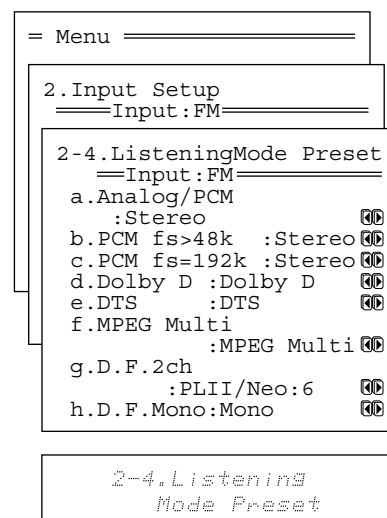 = Menu
2.Input Setup
Input:FM
2-4.ListeningMode Preset
Input:FM
a.Analog/PCM
:Stereo
b.PCM fs>48k :Stereo
c.PCM fs=192k :Stereo
d.Dolby D :Dolby D
e.DTS :DTS
f.MPEG Multi
:MPEG Multi
g.D.F.2ch
:PLII/Neo:6
h.D.F.Mono:Mono
2-4.Listening
Mode Preset